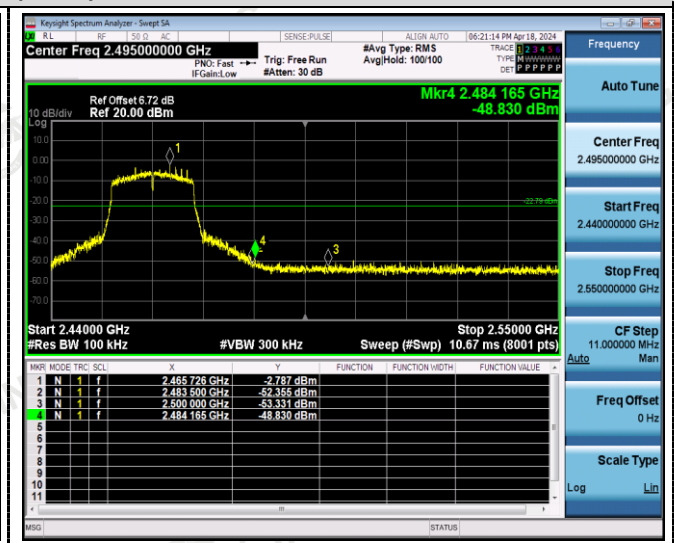 Keysight Spectrum Analyzer - Swept SA
RL RF 50 Ω AC SENSE:PULSE ALIGN AUTO 06:21:14 PM Apr 18, 2024
Center Freq 2.495000000 GHz
PNO: Fast
IFGain:Low
Trig: Free Run
#Atten: 30 dB
#Avg Type: RMS
Avg|Hold: 100/100
TRACE 1 2 3 4 5 6
TYPE M WWWWW
DET P P P P P P
Frequency
Mkr4 2.484 165 GHz
-48.830 dBm
Ref Offset 6.72 dB
10 dB/div Ref 20.00 dBm
Log
10.0
0.00
-10.0
-20.0
-30.0
-40.0
-50.0
-60.0
-70.0
1
4
3
-22.79 dBm
Start 2.44000 GHz Stop 2.55000 GHz
#Res BW 100 kHz #VBW 300 kHz Sweep (#Swp) 10.67 ms (8001 pts)
MKR MODE TRC SCL X Y FUNCTION FUNCTION WIDTH FUNCTION VALUE
1 N 1 f 2.465 726 GHz -2.787 dBm
2 N 1 f 2.483 500 GHz -52.355 dBm
3 N 1 f 2.500 000 GHz -53.331 dBm
4 N 1 f 2.484 165 GHz -48.830 dBm
5
6
7
8
9
10
11
Auto Tune
Center Freq
2.495000000 GHz
Start Freq
2.440000000 GHz
Stop Freq
2.550000000 GHz
CF Step
11.000000 MHz
Auto Man
Freq Offset
0 Hz
Scale Type
Log Lin
MSG STATUS